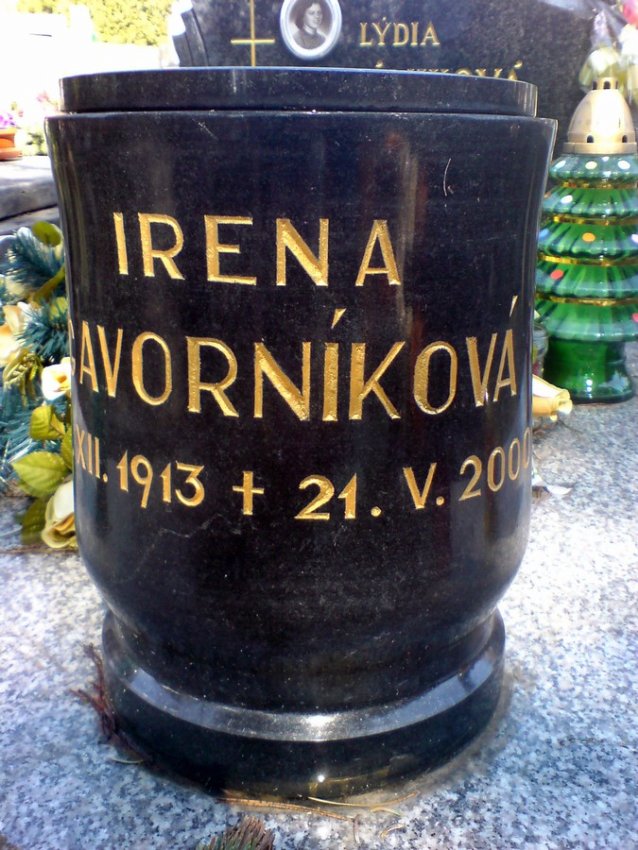 LÝDIA
IRENA
AVORNÍKOVÁ
XII. 1913 + 21. V. 2000